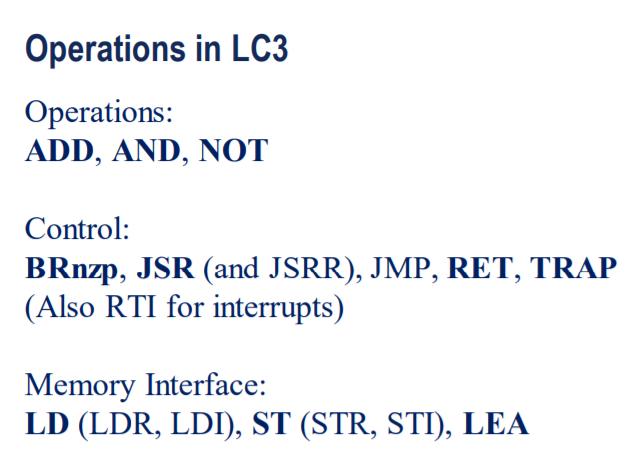 Operations in LC3
Operations:
ADD, AND, NOT
Control:
BRnzp, JSR (and JSRR), JMP, RET, TRAP
(Also RTI for interrupts)
Memory Interface:
LD (LDR, LDI), ST (STR, STI), LEA